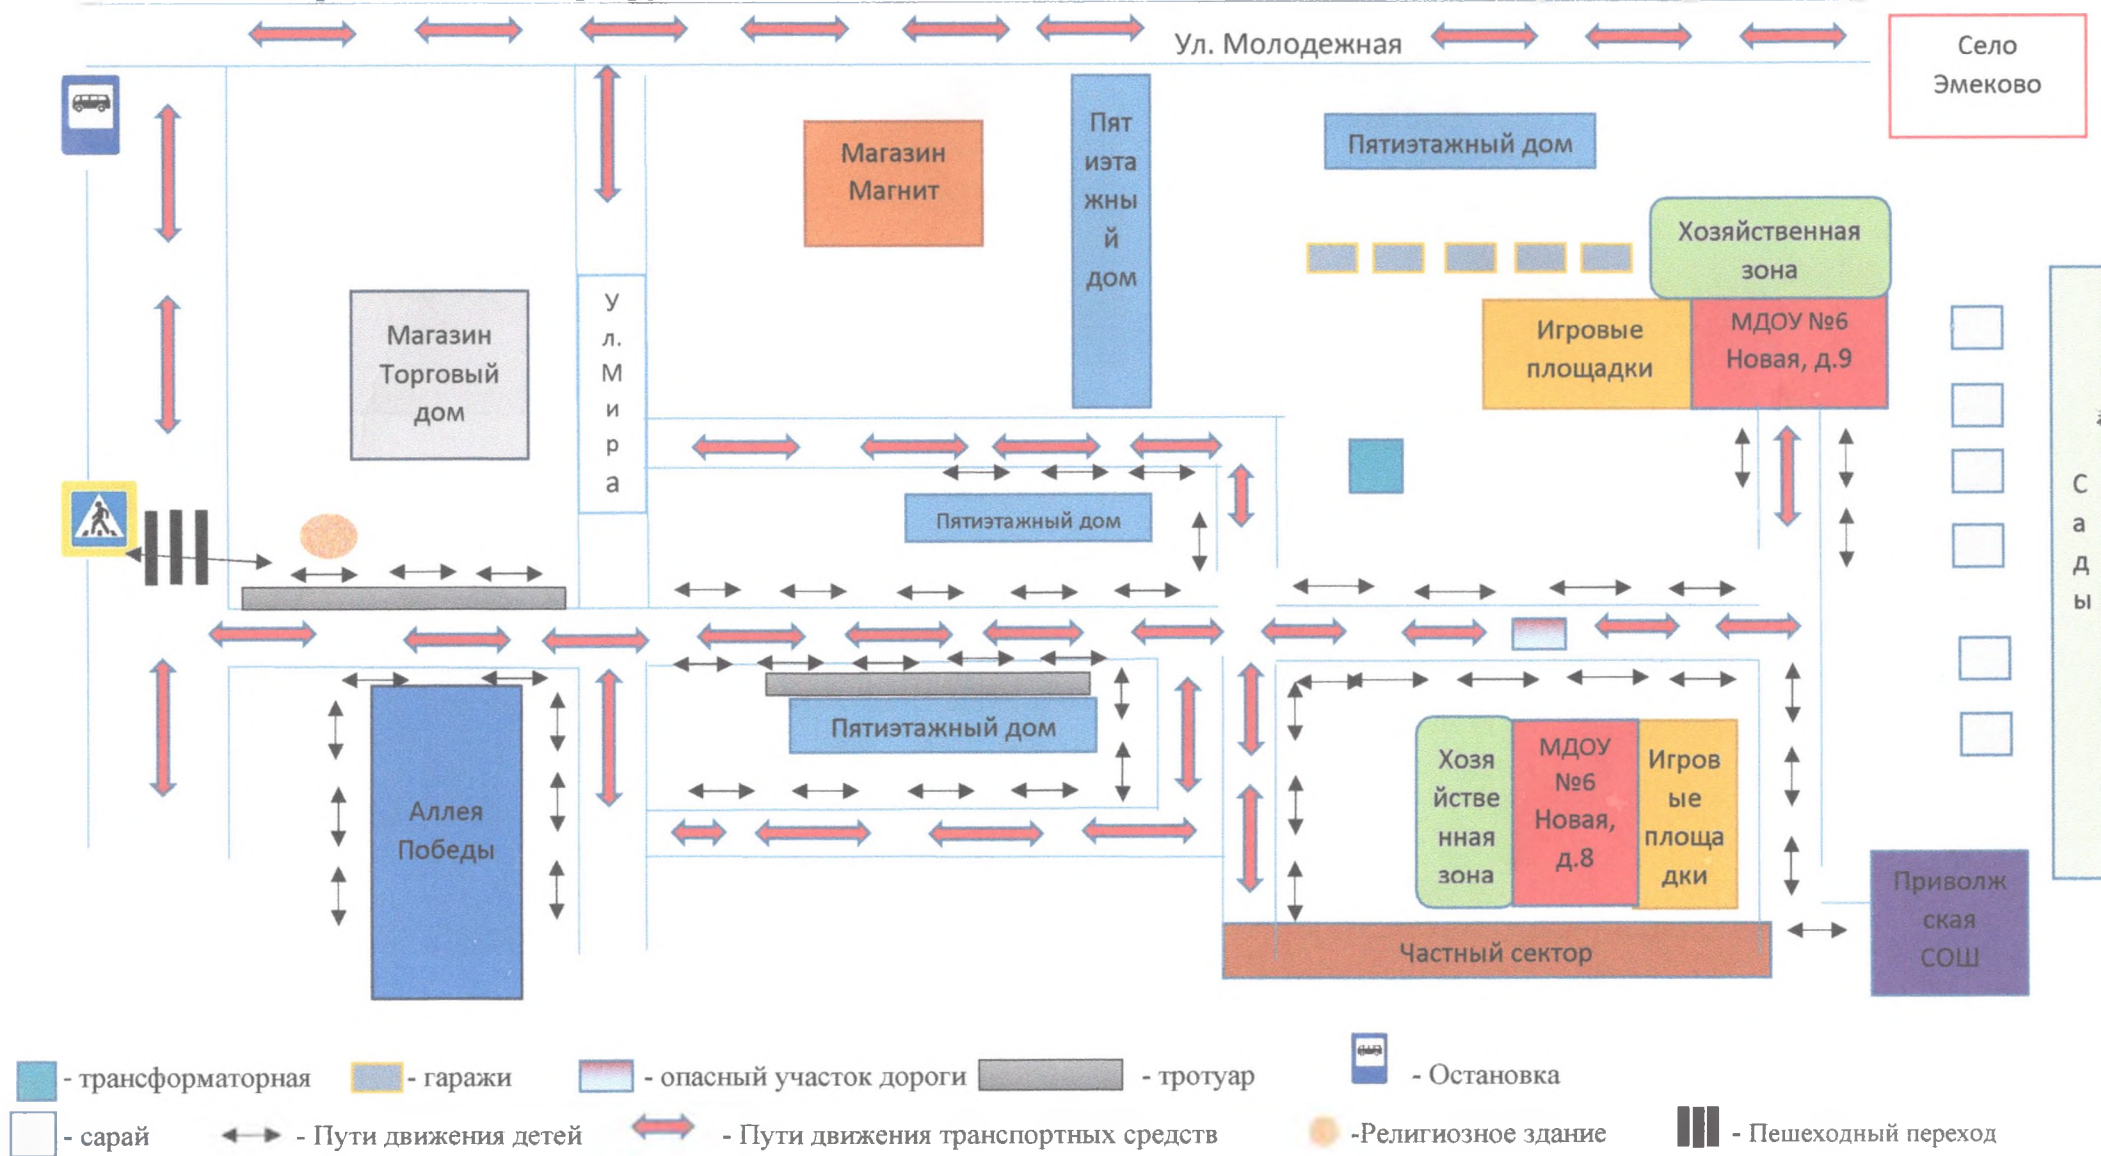 Ул. Молодежная
Село
Эмеково
Пят
иэта
жны
й
дом
Пятиэтажный дом
Магазин
Магнит
Хозяйственная
зона
Магазин
Торговый
дом
У
л.
М
и
р
а
Игровые
площадки
МДОУ №6
Новая, д.9
Пятиэтажный дом
С
а
д
ы
Пятиэтажный дом
Аллея
Победы
Хозя
йстве
нная
зона
МДОУ
№6
Новая,
д.8
Игров
ые
площа
дки
Приволж
ская
СОШ
Частный сектор
- трансформаторная
- гаражи
- опасный участок дороги
- тротуар
- Остановка
- сарай
- Пути движения детей
- Пути движения транспортных средств
-Религиозное здание
- Пешеходный переход